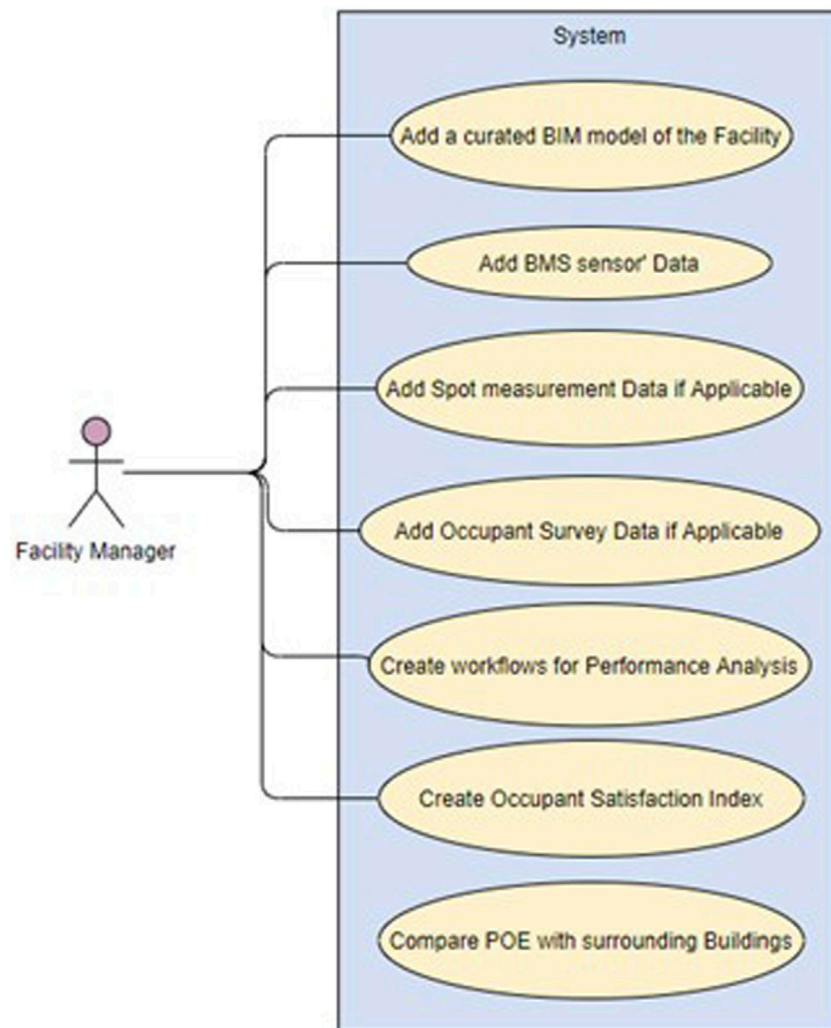 System
Add a curated BIM model of the Facility
Add BMS sensor' Data
Add Spot measurement Data if Applicable
Add Occupant Survey Data if Applicable
Facility Manager
Create workflows for Performance Analysis
Create Occupant Satisfaction Index
Compare POE with surrounding Buildings